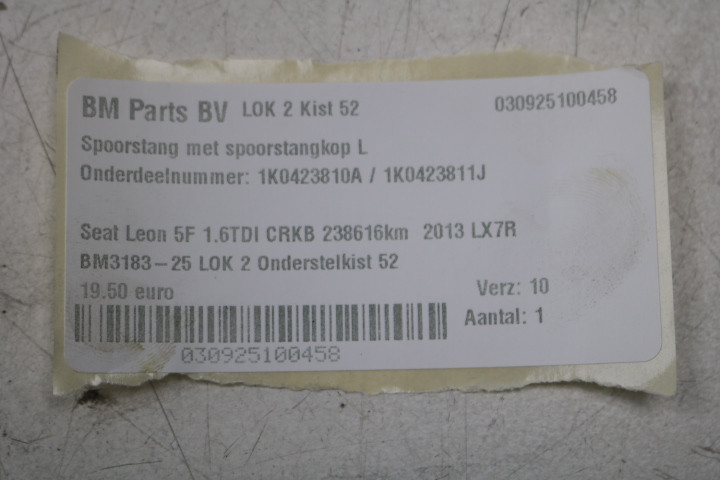 BM Parts BV LOK 2 Kist 52 030925100458
Spoorstang met spoorstangkop L
Onderdeelnummer: 1K0423810A / 1K0423811J
Seat Leon 5F 1.6TDI CRKB 238616km 2013 LX7R
BM3183-25 LOK 2 Onderstelkist 52
19.50 euro Verz: 10
Aantal: 1
030925100458